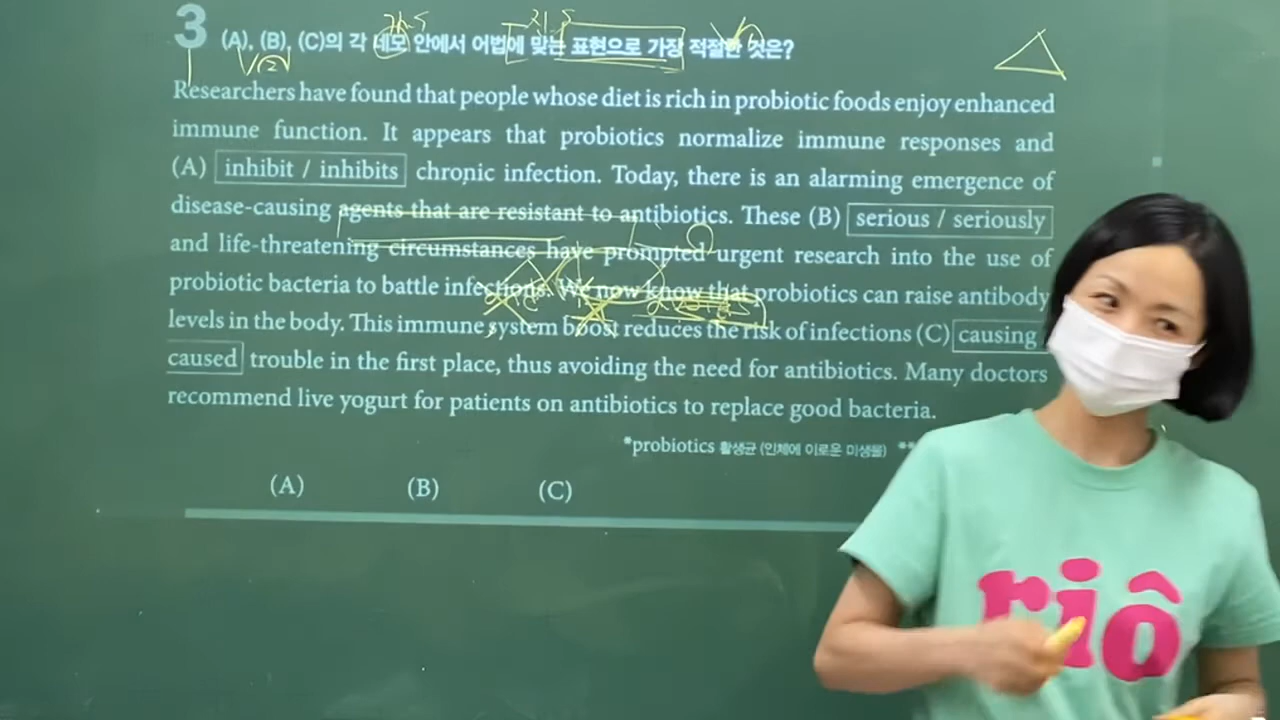 3 (A), (B), (C)의 각 네모 안에서 어법에 맞는 표현으로 가장 적절한 것은?
Researchers have found that people whose diet is rich in probiotic foods enjoy enhanced
immune function. It appears that probiotics normalize immune responses and
(A) inhibit / inhibits chronic infection. Today, there is an alarming emergence of
disease-causing agents that are resistant to antibiotics. These (B) serious / seriously
and life-threatening circumstances have prompted urgent research into the use of
probiotic bacteria to battle infections. We now know that probiotics can raise antibody
levels in the body. This immune system boost reduces the risk of infections (C) causing
caused trouble in the first place, thus avoiding the need for antibiotics. Many doctors
recommend live yogurt for patients on antibiotics to replace good bacteria.
*probiotics 활생균 (인체에 이로운 미생물) **
(A) (B) (C)
riô